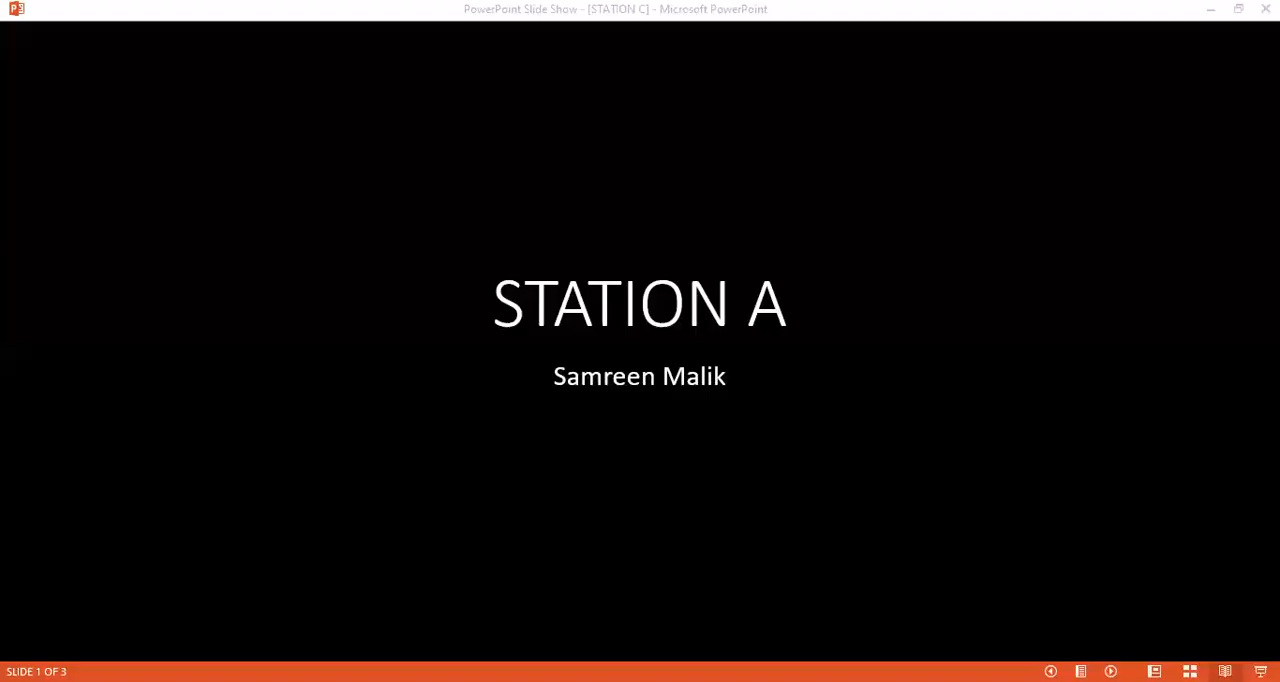 PowerPoint Slide Show - [STATION C] - Microsoft PowerPoint
STATION A
Samreen Malik
SLIDE 1 OF 3